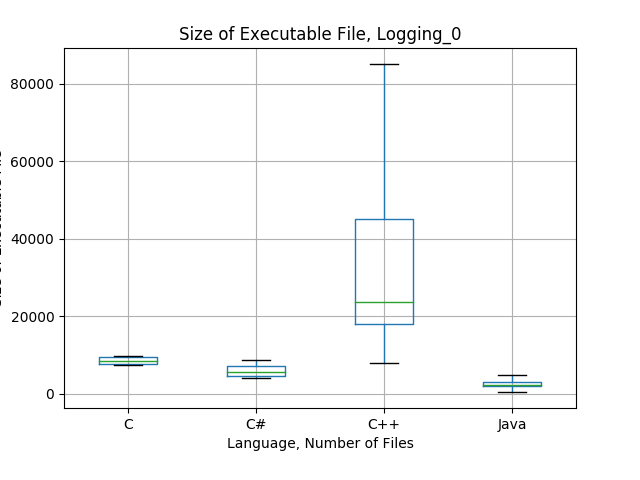 Size of Executable File, Logging_0
80000
60000
40000
20000
0
C
C#
C++
Java
Language, Number of Files